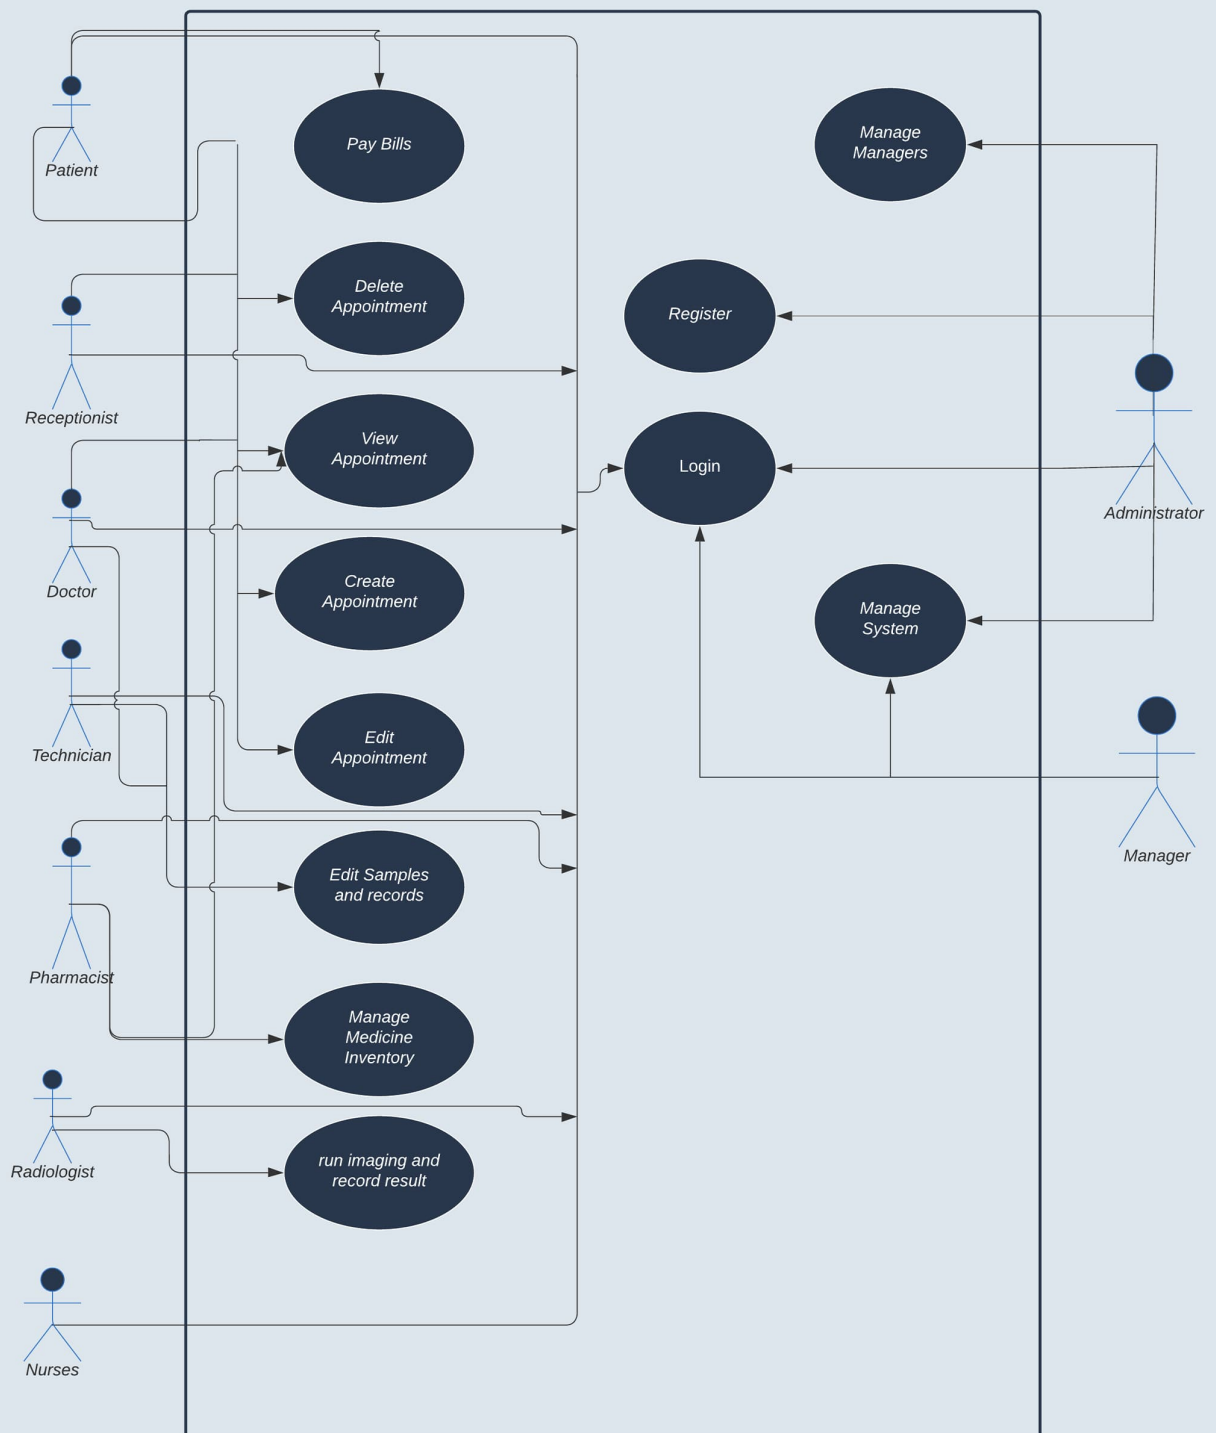 Pay Bills
Manage
Managers
Patient
Delete
Appointment
Register
Receptionist
View
Appointment
Login
Administrator
Doctor
Create
Appointment
Manage
System
Technician
Edit
Appointment
Manager
Edit Samples
and records
Pharmacist
Manage
Medicine
Inventory
Radiologist
run imaging and
record result
Nurses